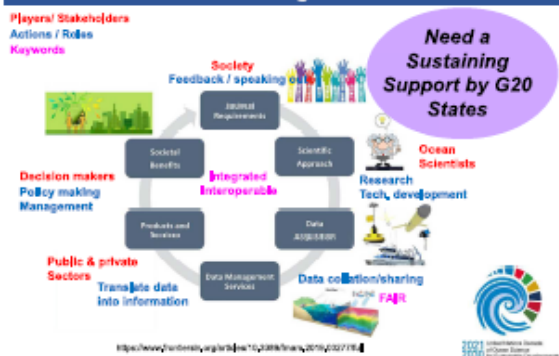 Players/ Stakeholders
Actions / Roles
Keywords
Need a
Sustaining
Support by G20
States
Society
Feedback / speaking out
Requirements
Scientific
Approach
Societal
Benefits
Integrated
Interoperable
Ocean
Scientists
Decision makers
Policy making
Management
Research
Tech, development
Products and
Services
Data
Acquisition
Public & private
Sectors
Translate data
into information
Data Management
Services
Data collation/sharing
FAIR
2021